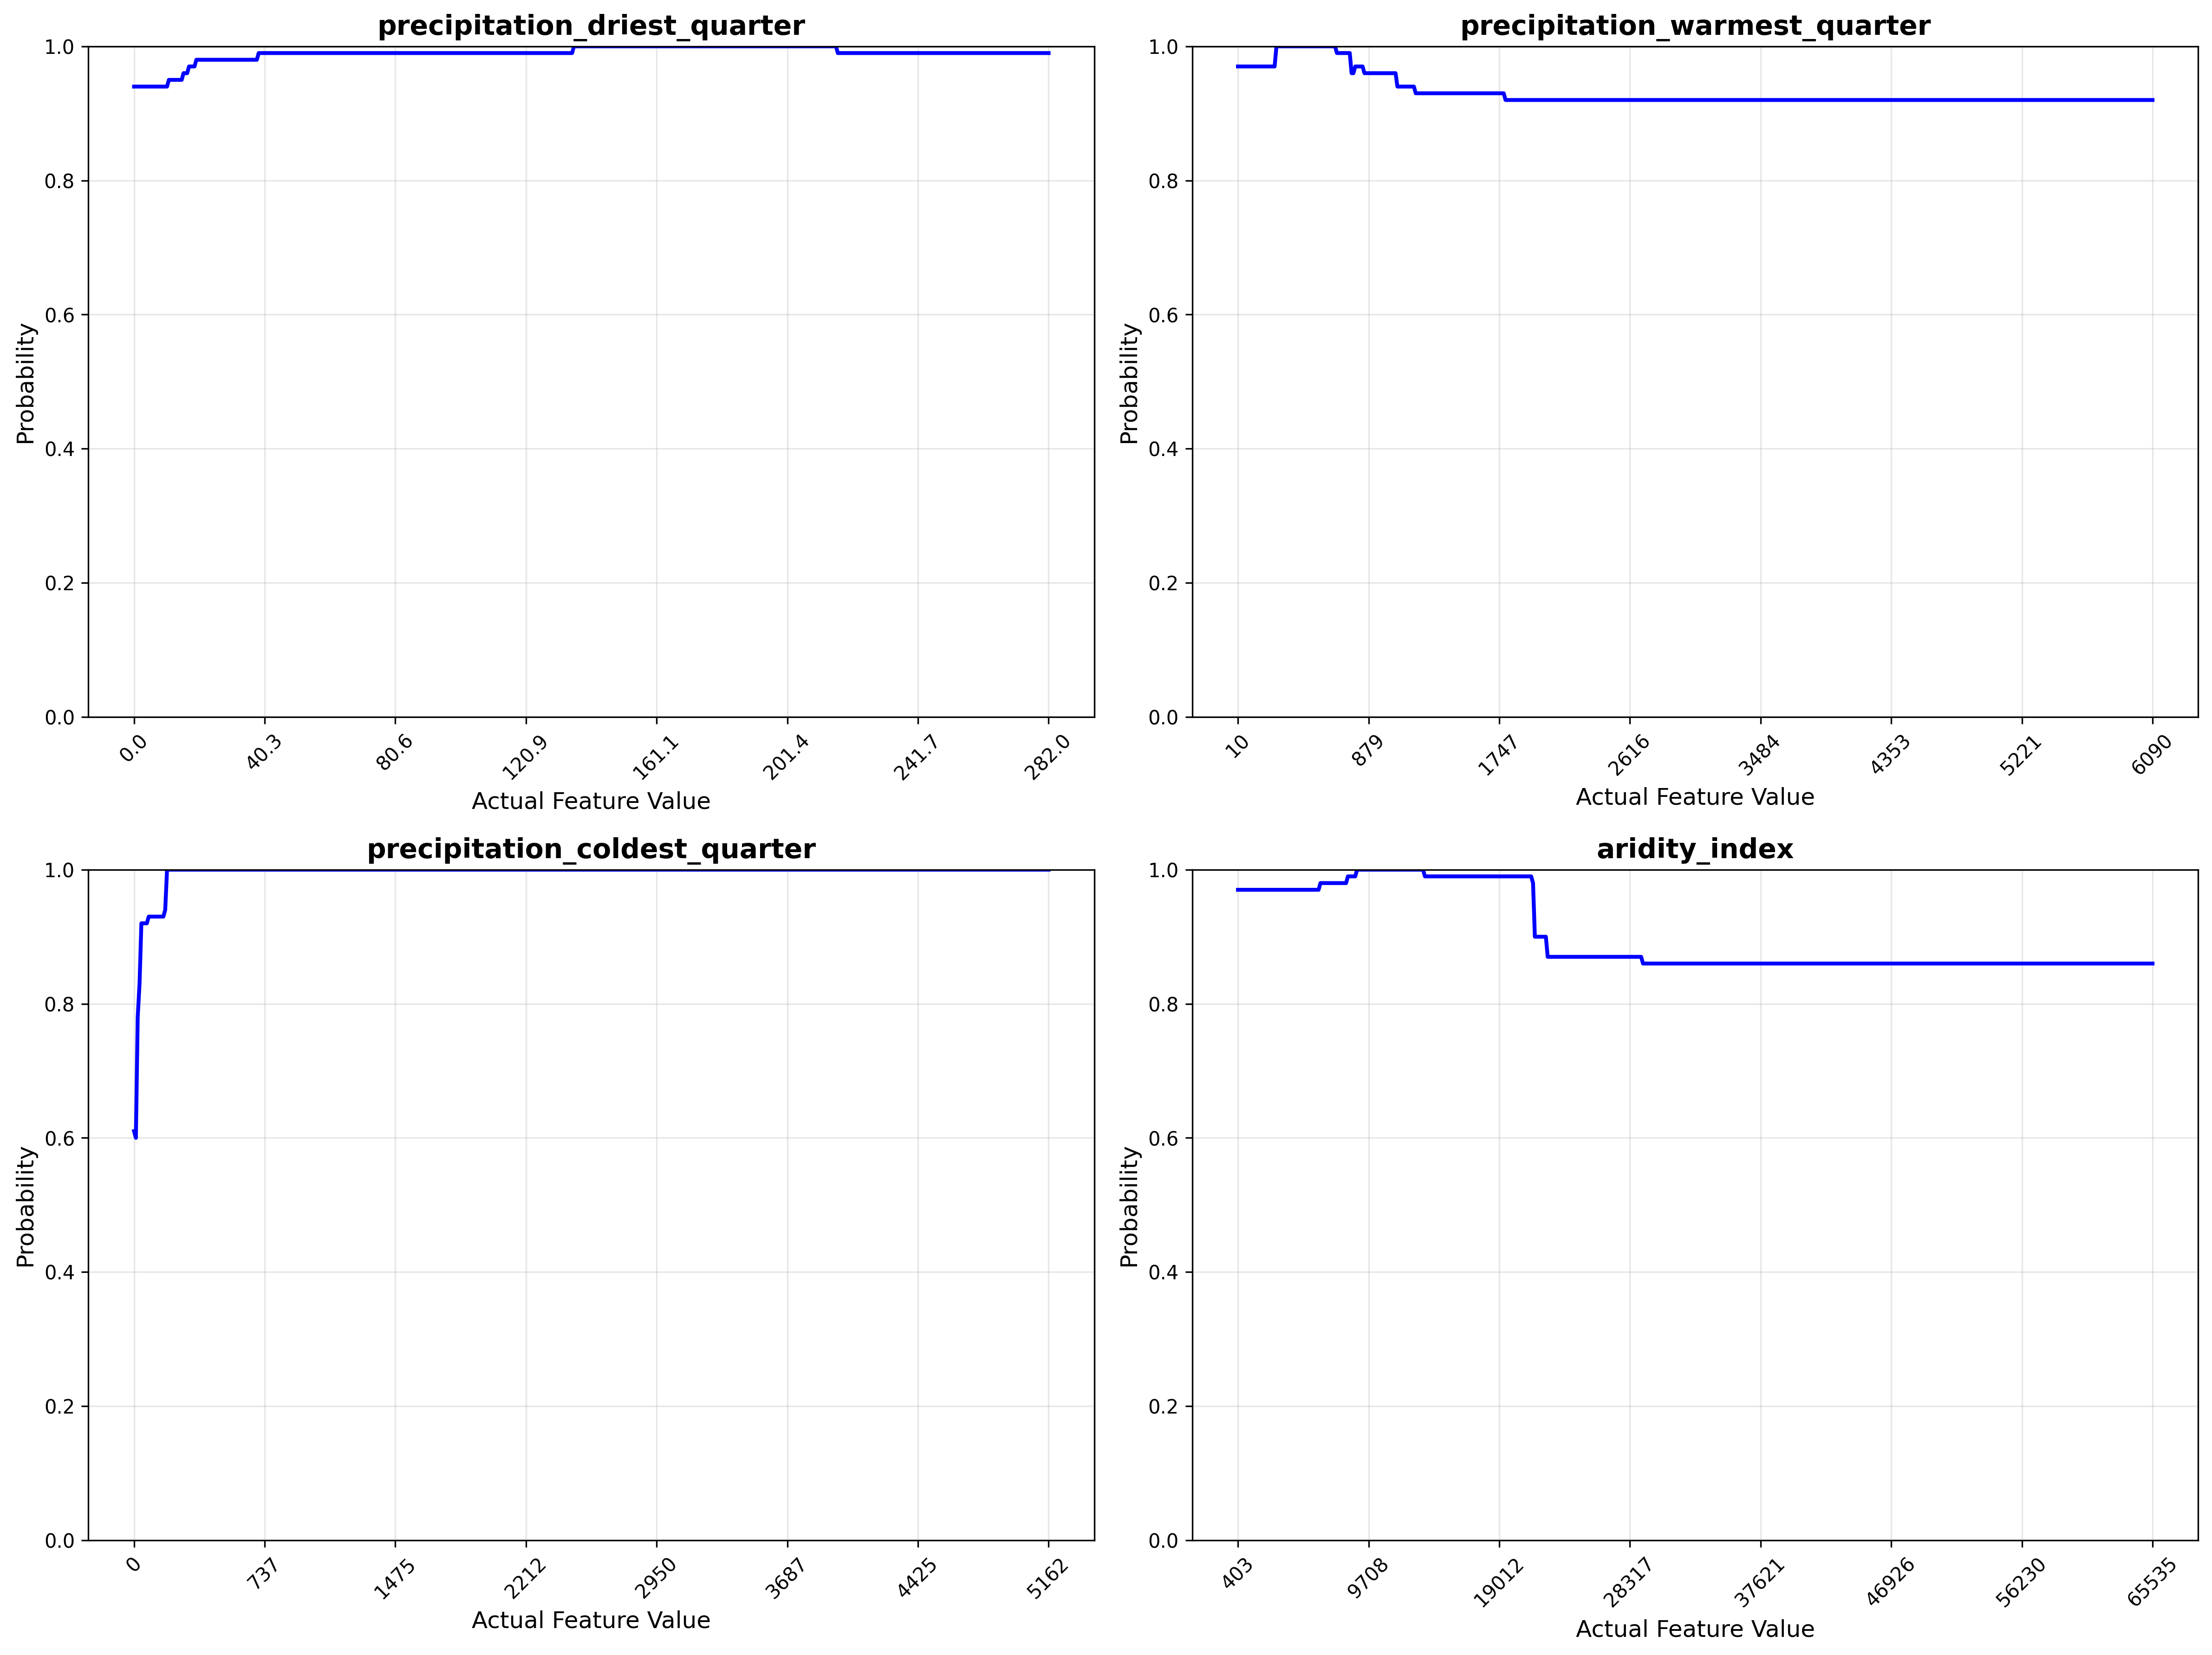 precipitation_driest_quarter
1.0
0.8
0.6
0.4
0.2
0.0
Probability
0.0 40.3 80.6 120.9 161.1 201.4 241.7 282.0
Actual Feature Value
precipitation_warmest_quarter
1.0
0.8
0.6
0.4
0.2
0.0
Probability
10 879 1747 2616 3484 4353 5221 6090
Actual Feature Value
precipitation_coldest_quarter
1.0
0.8
0.6
0.4
0.2
0.0
Probability
0 737 1475 2212 2950 3687 4425 5162
Actual Feature Value
aridity_index
1.0
0.8
0.6
0.4
0.2
0.0
Probability
403 9708 19012 28317 37621 46926 56230 65535
Actual Feature Value